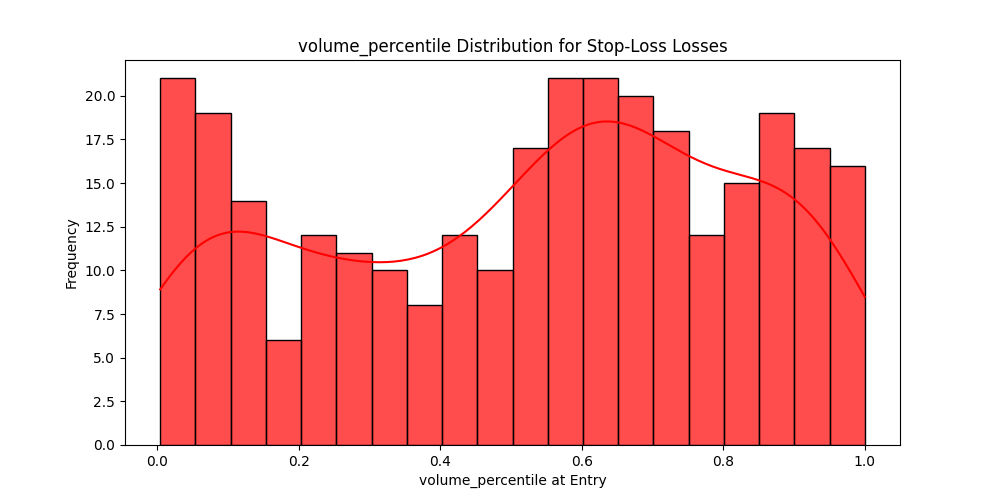 volume_percentile Distribution for Stop-Loss Losses
20.0
17.5
15.0
12.5
10.0
7.5
5.0
2.5
0.0
Frequency
0.0 0.2 0.4 0.6 0.8 1.0
volume_percentile at Entry